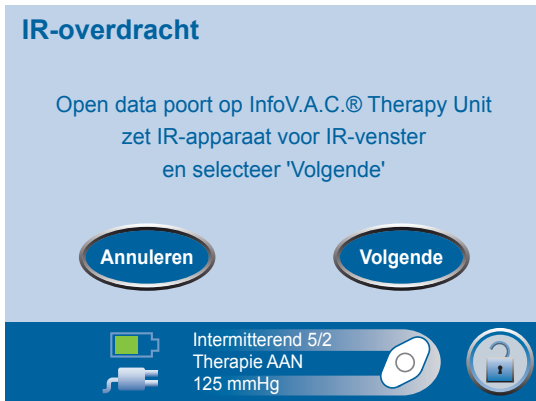 IR-overdracht
Open data poort op InfoV.A.C.® Therapy Unit
zet IR-apparaat voor IR-venster
en selecteer 'Volgende'
Annuleren
Volgende
Intermitterend 5/2
Therapie AAN
125 mmHg